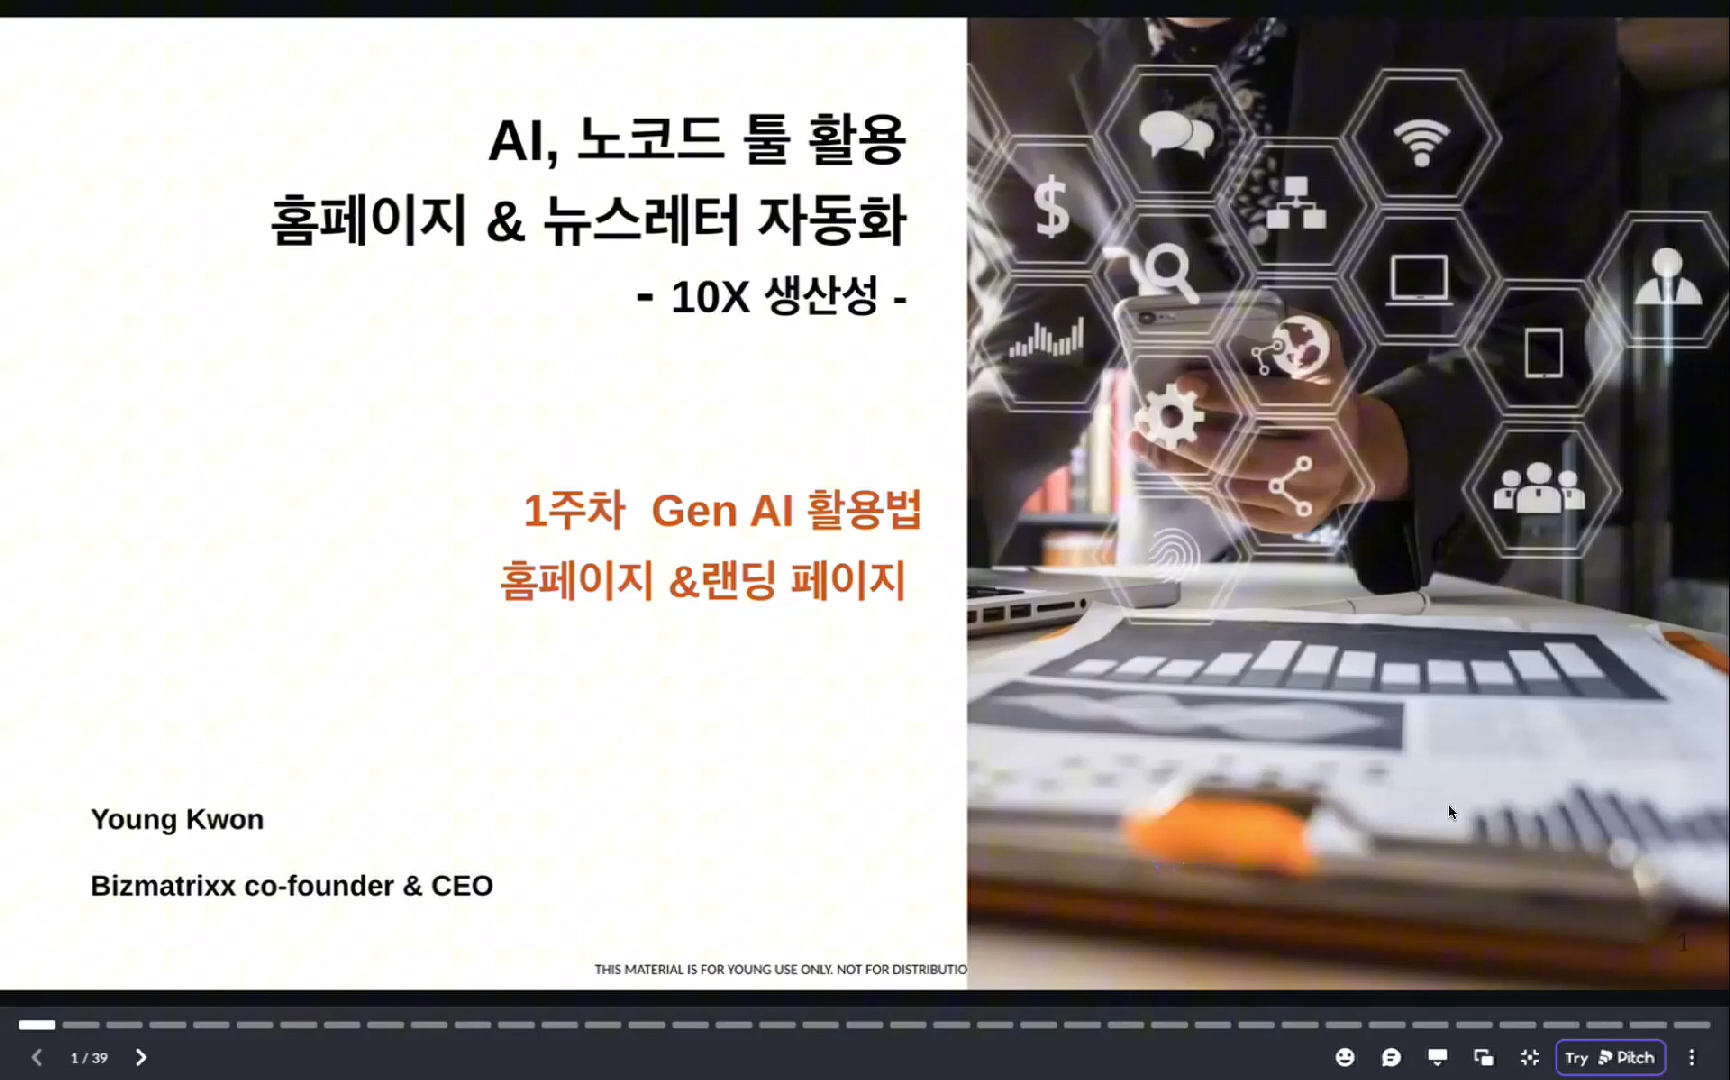 AI, 노코드 툴 활용
홈페이지 & 뉴스레터 자동화
- 10X 생산성 -
1주차 Gen AI 활용법
홈페이지 &랜딩 페이지
Young Kwon
Bizmatrixx co-founder & CEO
THIS MATERIAL IS FOR YOUNG USE ONLY. NOT FOR DISTRIBUTIO
1
1 / 39
Try Pitch